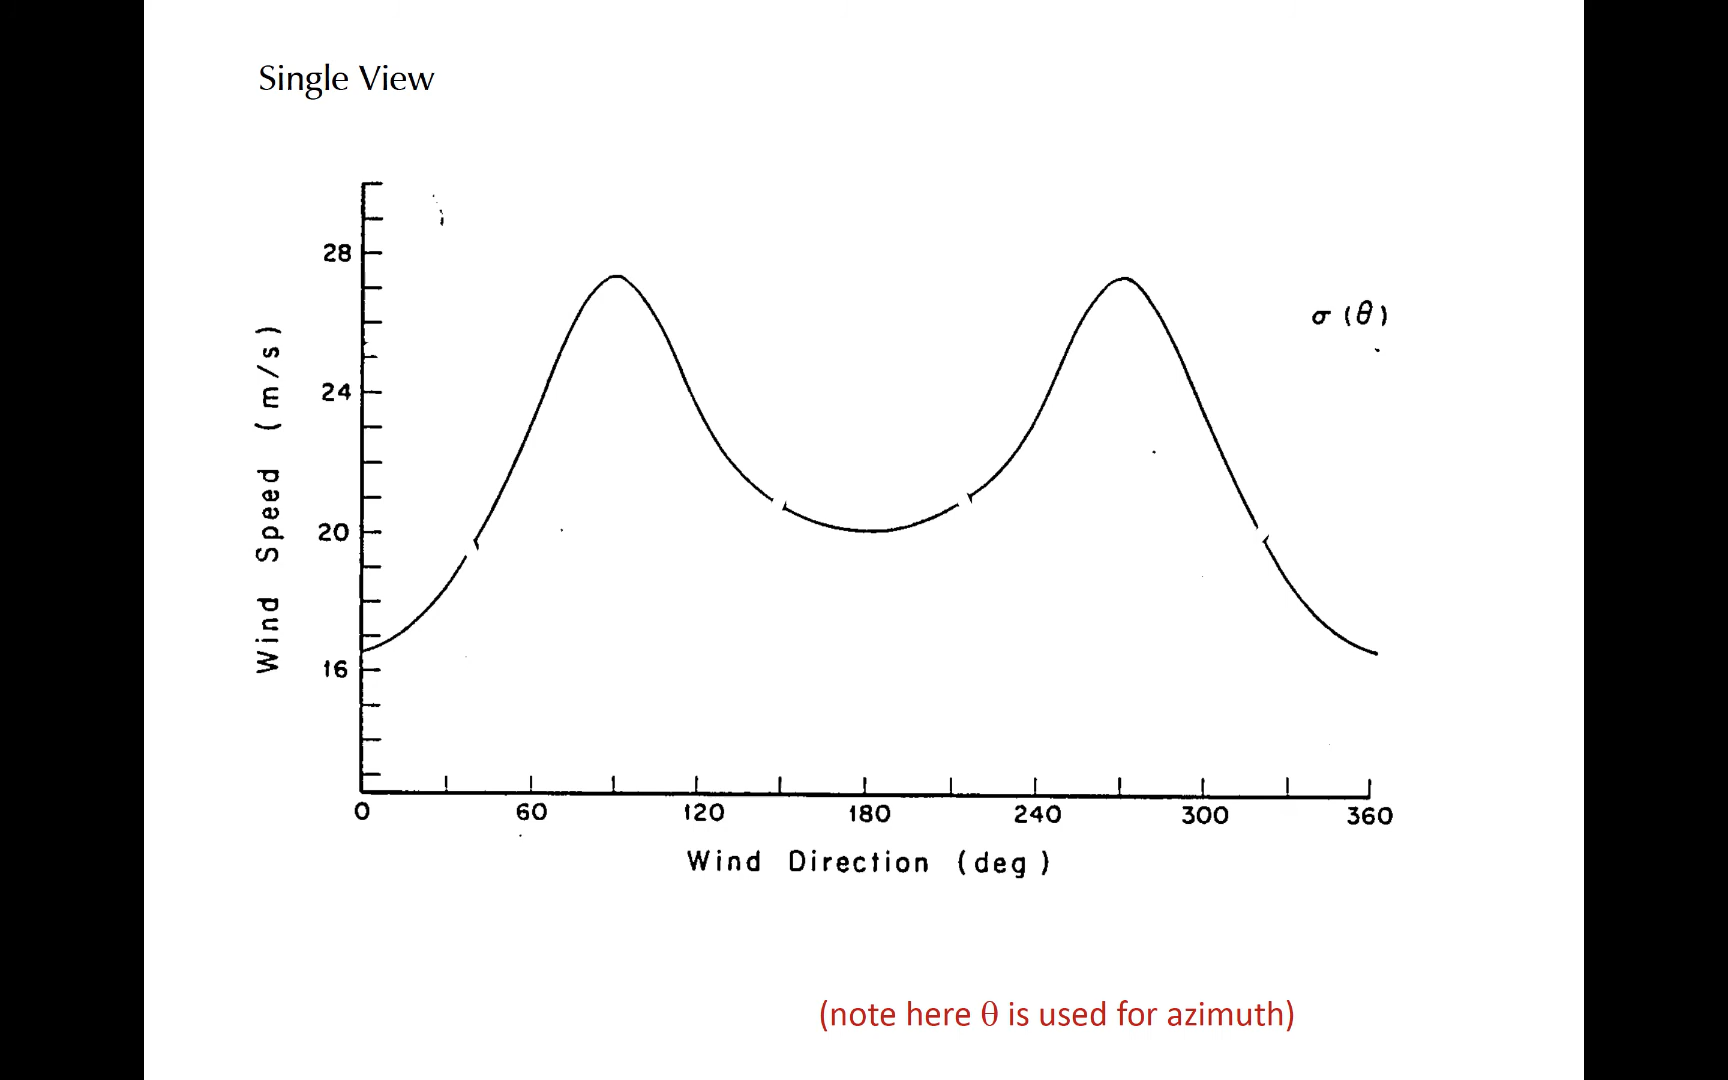 Single View
28
24
20
16
Wind Speed (m/s)
σ (θ)
0 60 120 180 240 300 360
Wind Direction (deg)
(note here θ is used for azimuth)